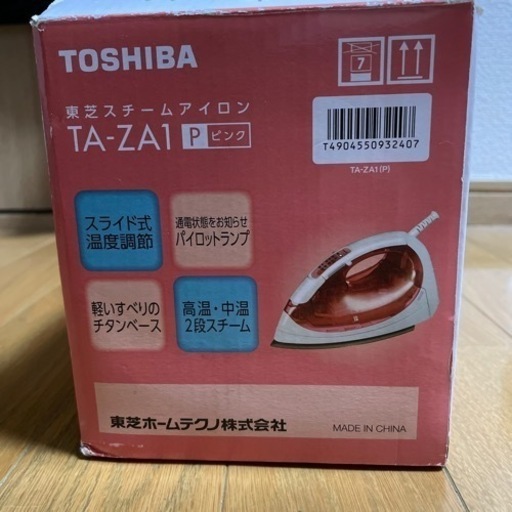 TOSHIBA
7
東芝スチームアイロン
TA-ZA1 P ピンク
T4904550932407
TA-ZA1(P)
スライド式
温度調節
通電状態をお知らせ
パイロットランプ
軽いすべりの
チタンベース
高温・中温
2段スチーム
東芝ホームテクノ株式会社
MADE IN CHINA